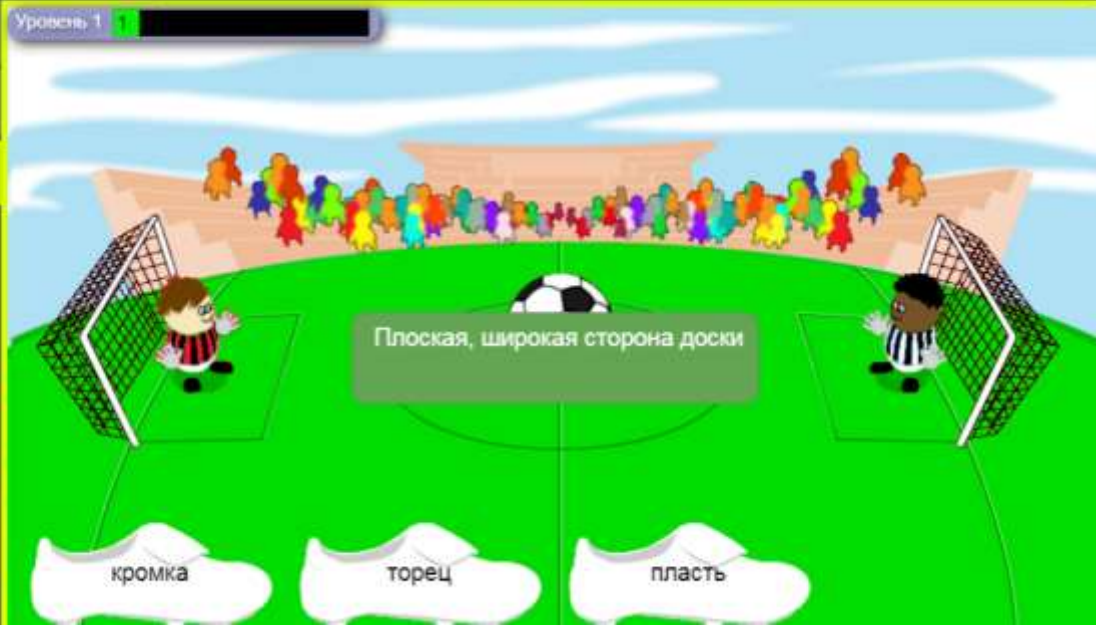 Уровень 1 1
Плоская, широкая сторона доски
кромка торец пласть